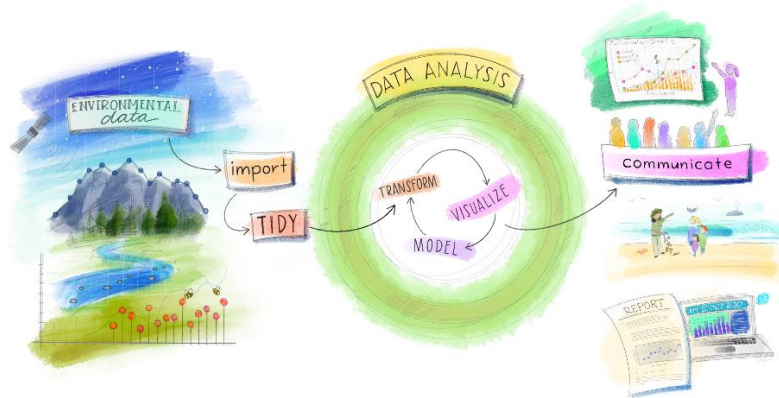 ENVIRONMENTAL
data
import
TIDY
DATA ANALYSIS
TRANSFORM
VISUALIZE
MODEL
communicate
REPORT